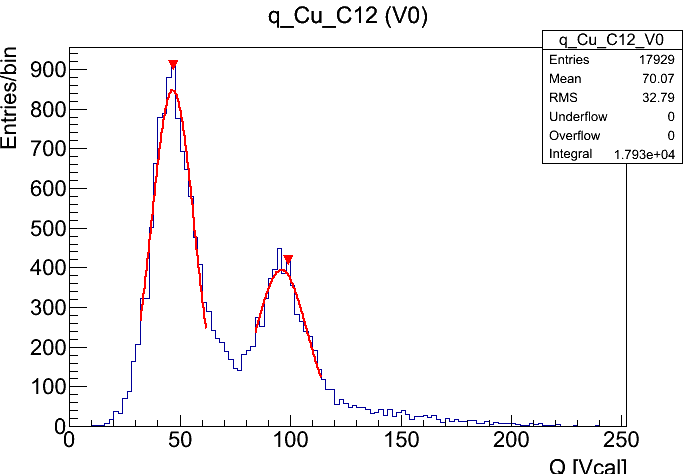 q_Cu_C12 (V0)
q_Cu_C12_V0
Entries 17929
Mean 70.07
RMS 32.79
Underflow 0
Overflow 0
Integral 1.793e+04
Entries/bin
900
800
700
600
500
400
300
200
100
0
0 50 100 150 200 250
Q [Vcal]